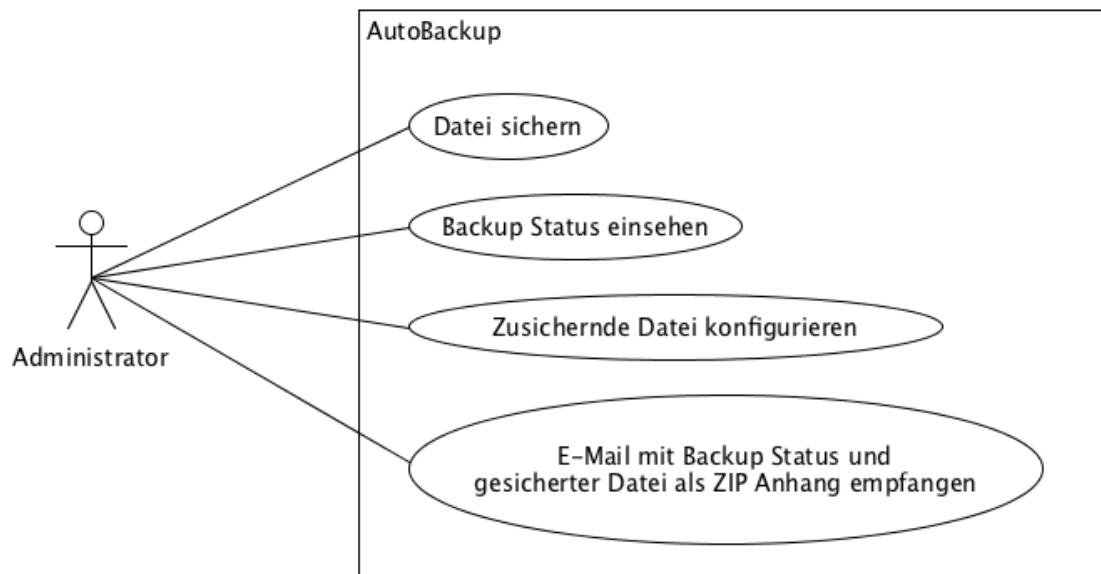 AutoBackup
Datei sichern
Backup Status einsehen
Zusichernde Datei konfigurieren
Administrator
E-Mail mit Backup Status und
gesicherter Datei als ZIP Anhang empfangen